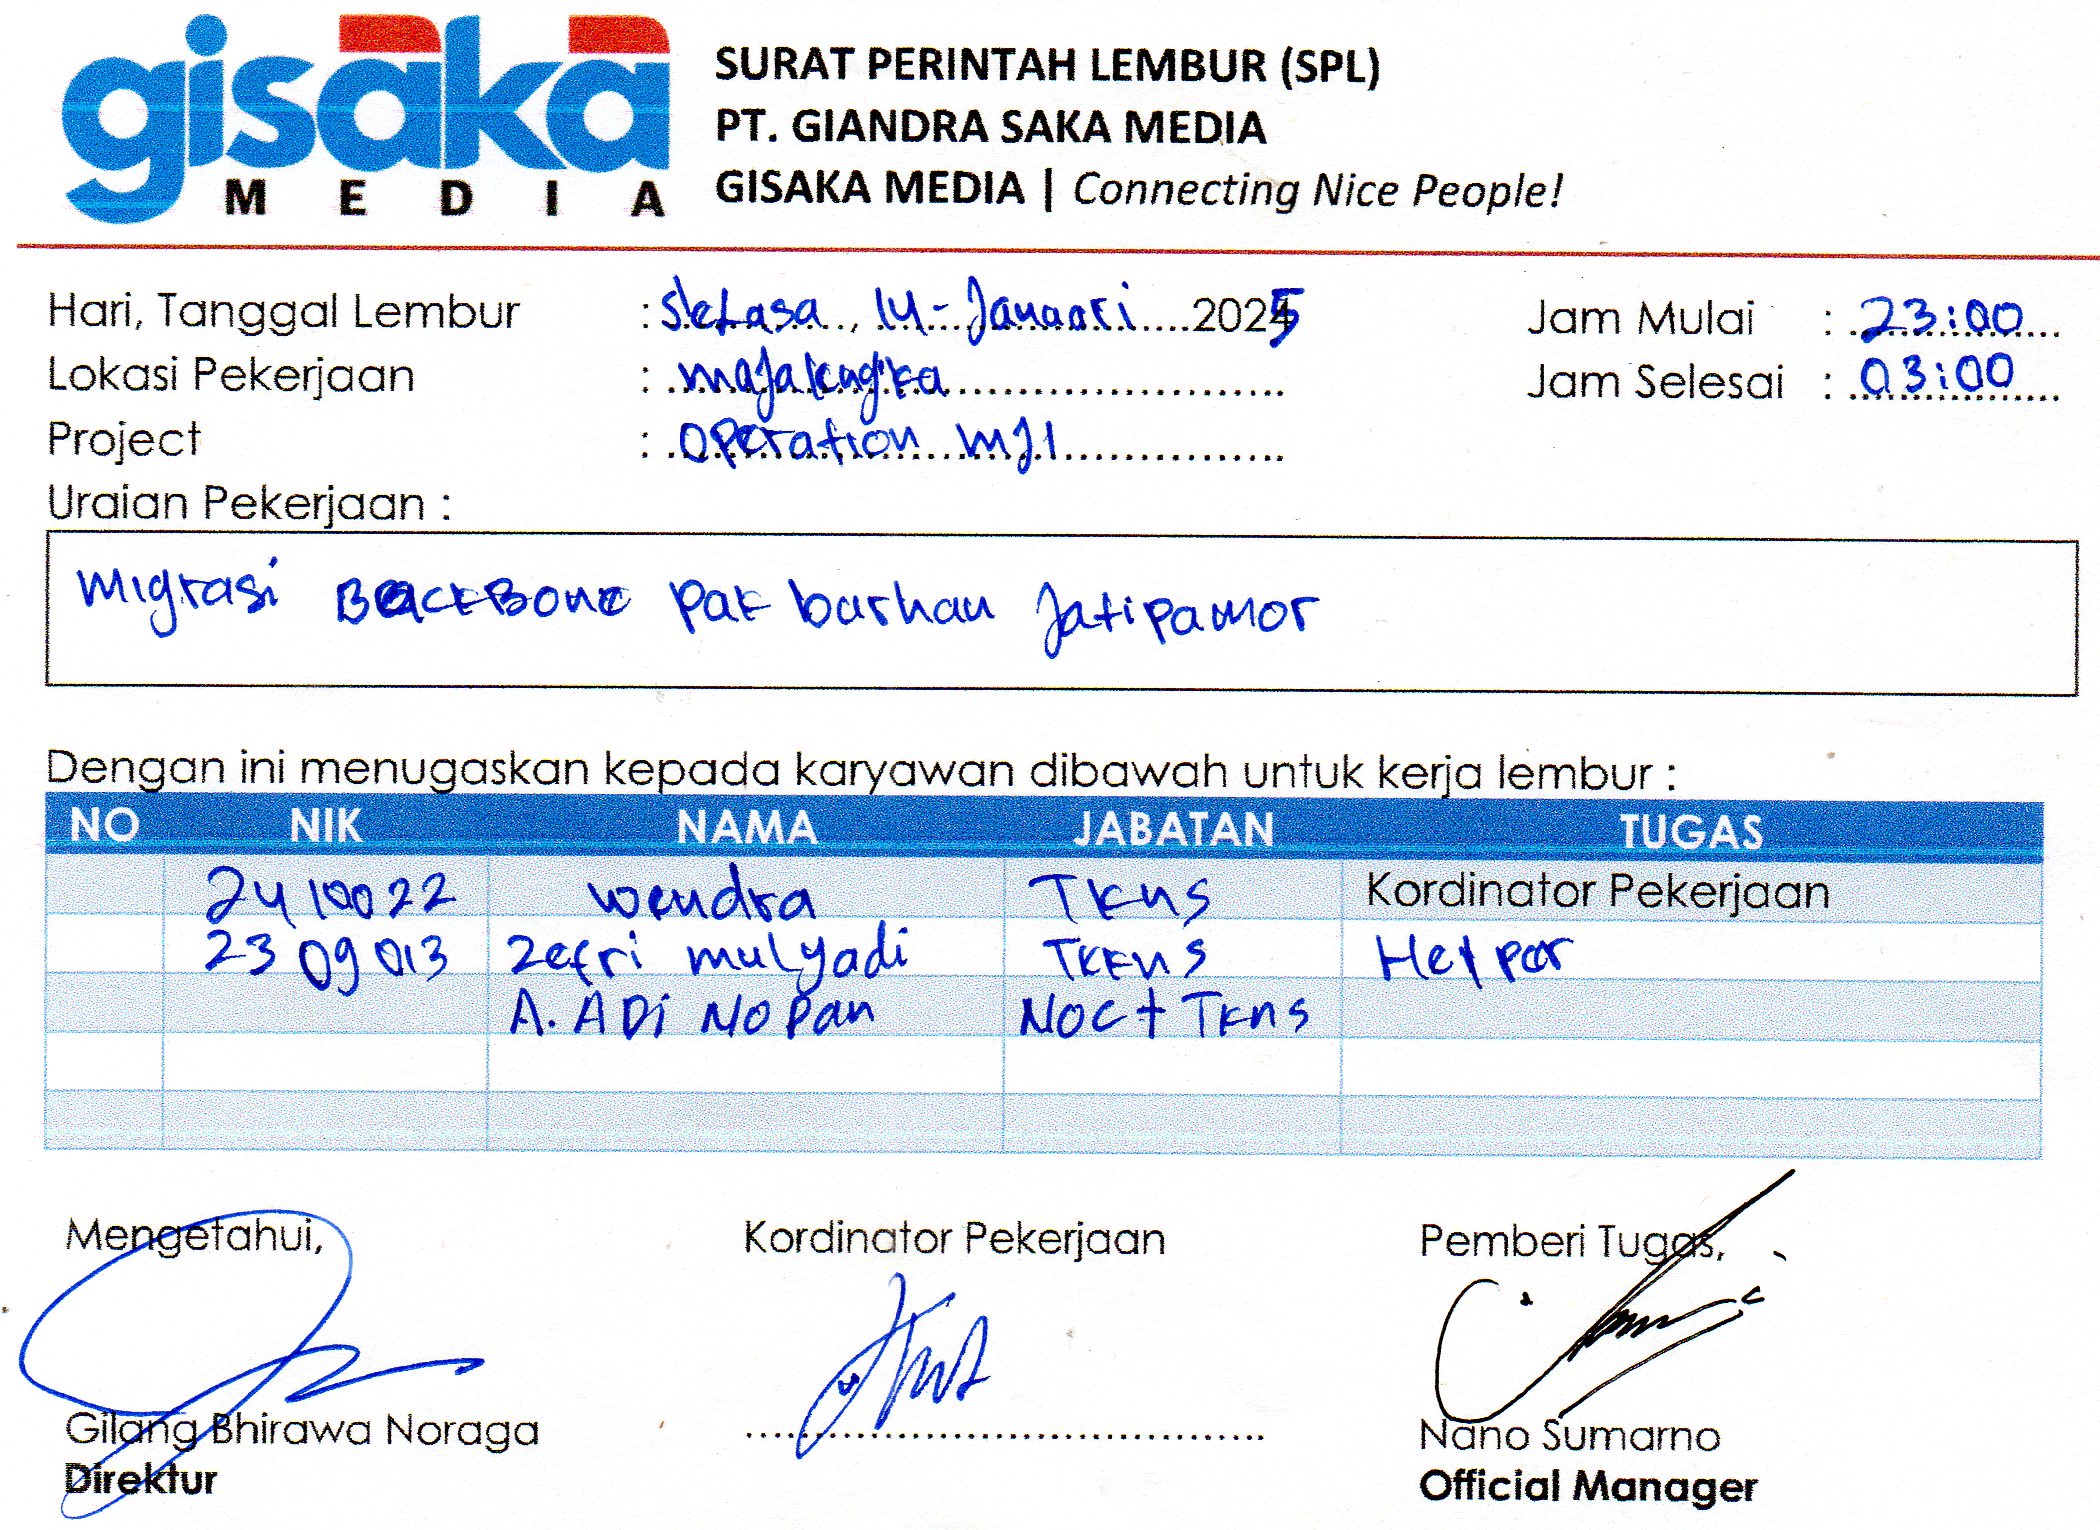 gisaka
MEDIA
SURAT PERINTAH LEMBUR (SPL)
PT. GIANDRA SAKA MEDIA
GISAKA MEDIA | Connecting Nice People!
Hari, Tanggal Lembur : Selasa, 14 - Januari 2025
Jam Mulai : 23:00
Lokasi Pekerjaan : majalengka
Jam Selesai : 03:00
Project : Operation MJL
Uraian Pekerjaan :
Migrasi BackBone Pak burhan Jatipamor
Dengan ini menugaskan kepada karyawan dibawah untuk kerja lembur :
NO NIK NAMA JABATAN TUGAS
2410022 wendra TKns Kordinator Pekerjaan
2309013 Zefri mulyadi TKKns Helper
A. ADi Nopan NOC + TKns
Mengetahui, Kordinator Pekerjaan Pemberi Tugas,
Gilang Bhirawa Noraga Nano Sumarno
Direktur Official Manager